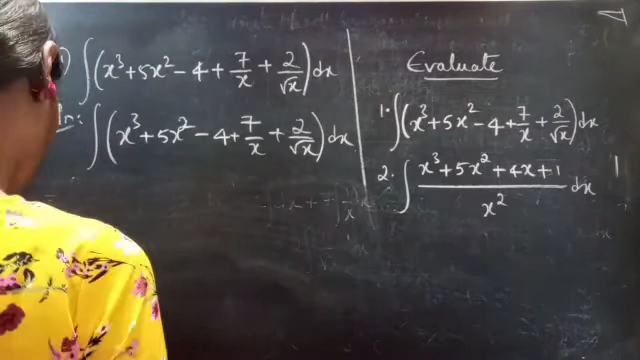 ) ∫(x³+5x²-4+7/x+2/√x)dx
∫(x³+5x²-4+7/x+2/√x)dx
Evaluate
1. ∫(x³+5x²-4+7/x+2/√x)dx
2. ∫(x³+5x²+4x+1)/x² dx